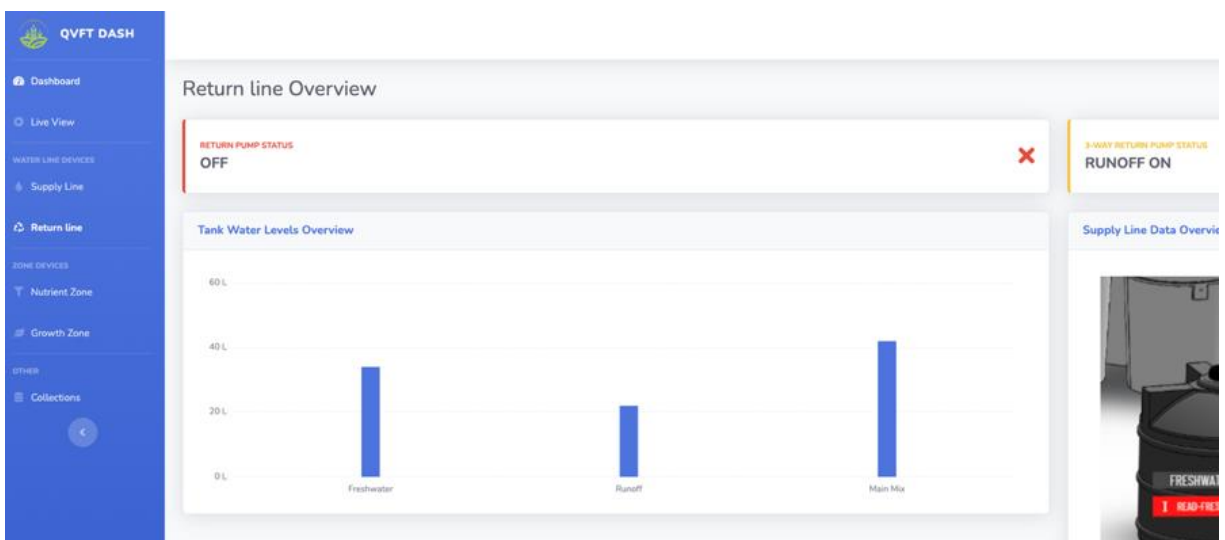 QVFT DASH
Dashboard
Live View
WATER LINE DEVICES
Supply Line
Return line
ZONE DEVICES
Nutrient Zone
Growth Zone
OTHER
Collections
Return line Overview
RETURN PUMP STATUS
OFF
3-WAY RETURN PUMP STATUS
RUNOFF ON
Tank Water Levels Overview
60 L
40 L
20 L
0 L
Freshwater
Runoff
Main Mix
Supply Line Data Overvie
FRESHWAT
READ-FRES